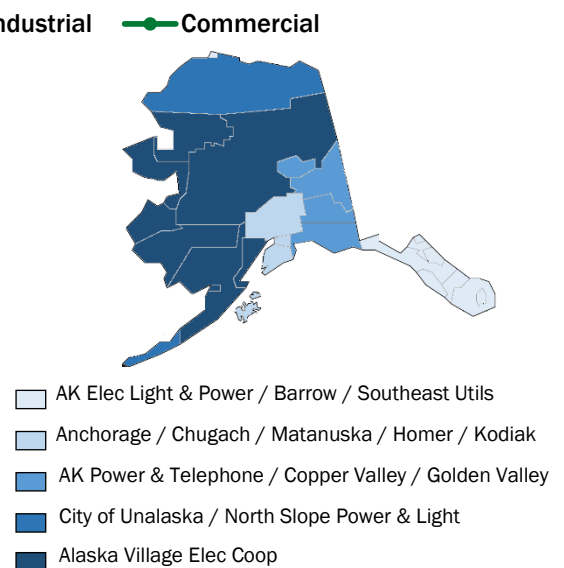 ndustrial Commercial
AK Elec Light & Power / Barrow / Southeast Utils
Anchorage / Chugach / Matanuska / Homer / Kodiak
AK Power & Telephone / Copper Valley / Golden Valley
City of Unalaska / North Slope Power & Light
Alaska Village Elec Coop